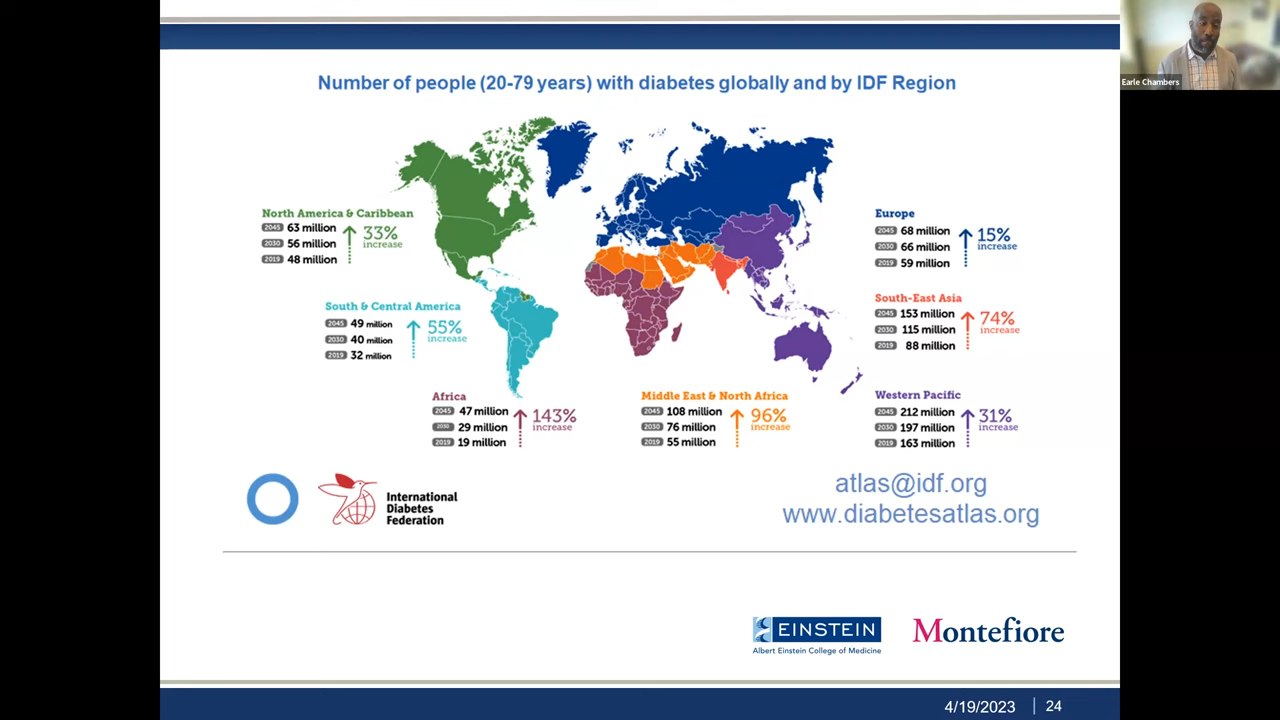 Earle Chambers
Number of people (20-79 years) with diabetes globally and by IDF Region
North America & Caribbean
2045 63 million
2030 56 million
2019 48 million
33%
increase
South & Central America
2045 49 million
2030 40 million
2019 32 million
55%
increase
Africa
2045 47 million
2030 29 million
2019 19 million
143%
increase
Middle East & North Africa
2045 108 million
2030 76 million
2019 55 million
96%
increase
Europe
2045 68 million
2030 66 million
2019 59 million
15%
increase
South-East Asia
2045 153 million
2030 115 million
2019 88 million
74%
increase
Western Pacific
2045 212 million
2030 197 million
2019 163 million
31%
increase
International
Diabetes
Federation
atlas@idf.org
www.diabetesatlas.org
EINSTEIN
Albert Einstein College of Medicine
Montefiore
4/19/2023 24